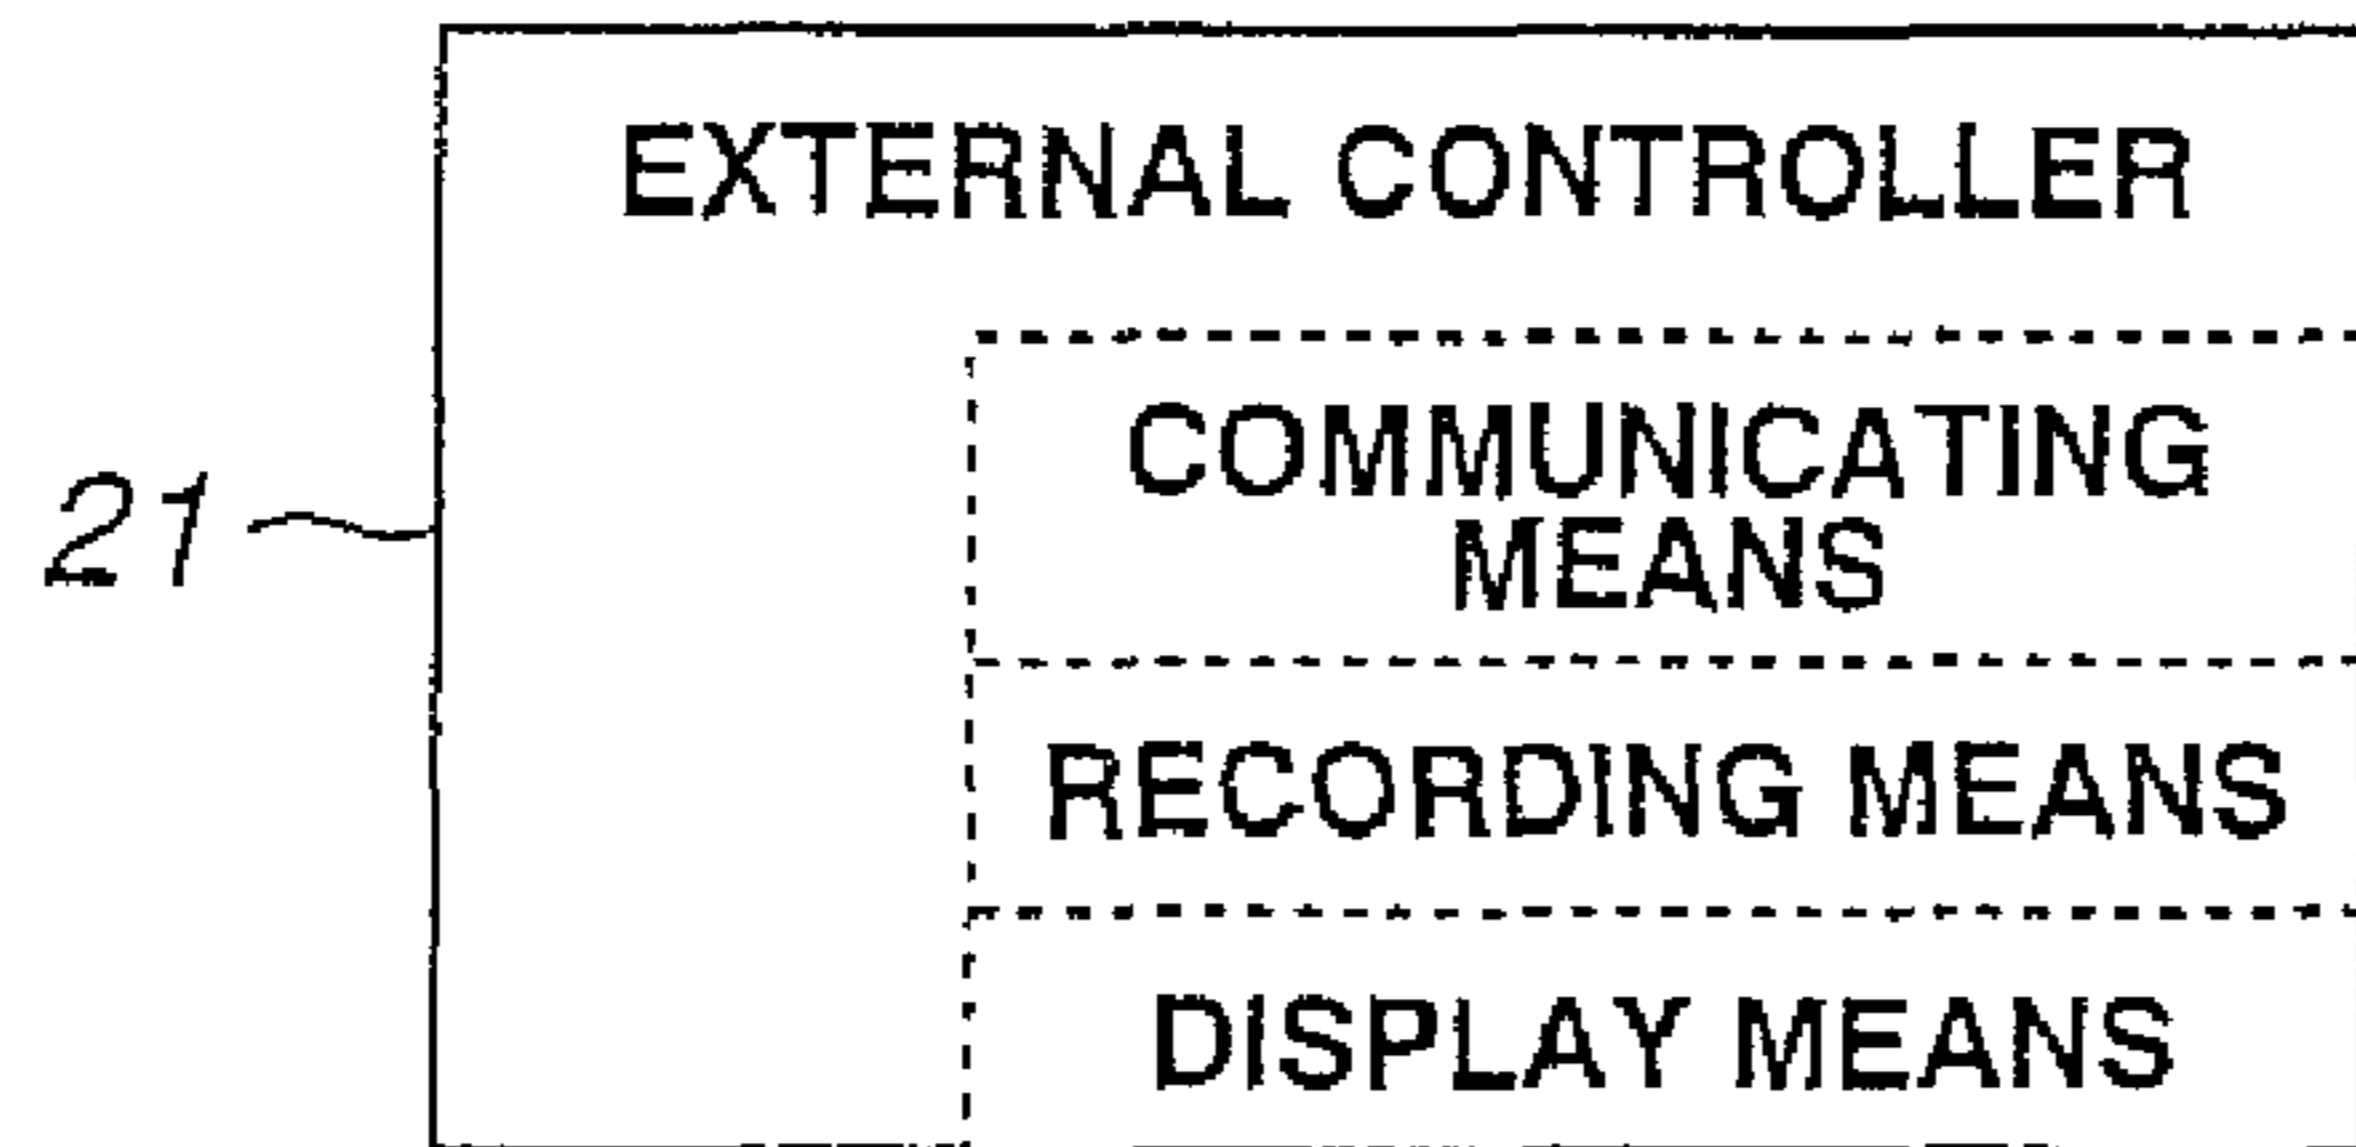 EXTERNAL CONTROLLER
COMMUNICATING
MEANS
21
RECORDING MEANS
DISPLAY MEANS